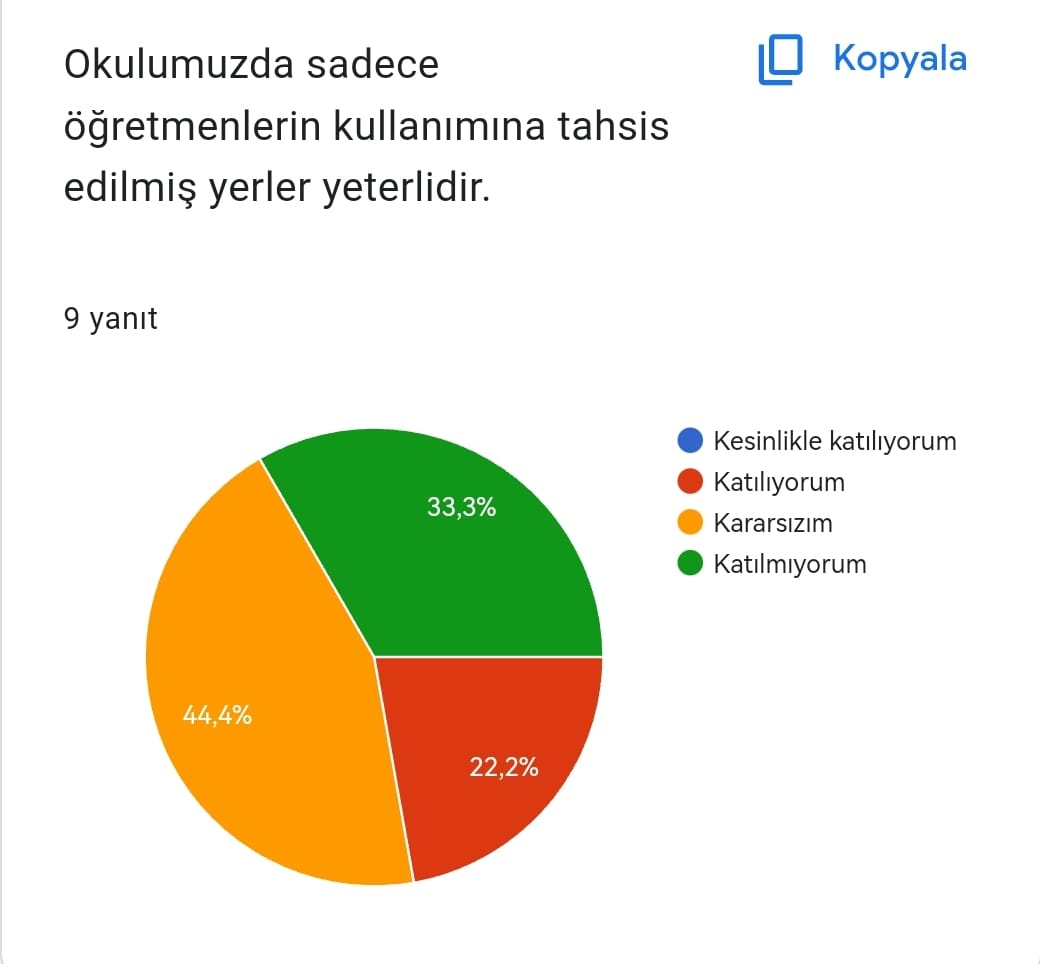 Okulumuzda sadece
öğretmenlerin kullanımına tahsis
edilmiş yerler yeterlidir.
Kopyala
9 yanıt
33,3%
44,4%
22,2%
Kesinlikle katılıyorum
Katılıyorum
Kararsızım
Katılmıyorum